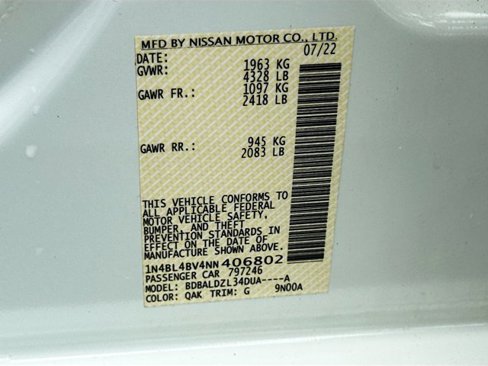 MFD BY NISSAN MOTOR CO., LTD.
DATE: 07/22
GVWR: 1963 KG
4328 LB
GAWR FR.: 1097 KG
2418 LB
GAWR RR.: 945 KG
2083 LB
THIS VEHICLE CONFORMS TO
ALL APPLICABLE FEDERAL
MOTOR VEHICLE SAFETY,
BUMPER, AND THEFT
PREVENTION STANDARDS IN
EFFECT ON THE DATE OF
MANUFACTURE SHOWN ABOVE.
1N4BL4BV4NN406802
PASSENGER CAR 797246
MODEL: BDBALDZL34DUA----A
COLOR: QAK TRIM: G 9N00A